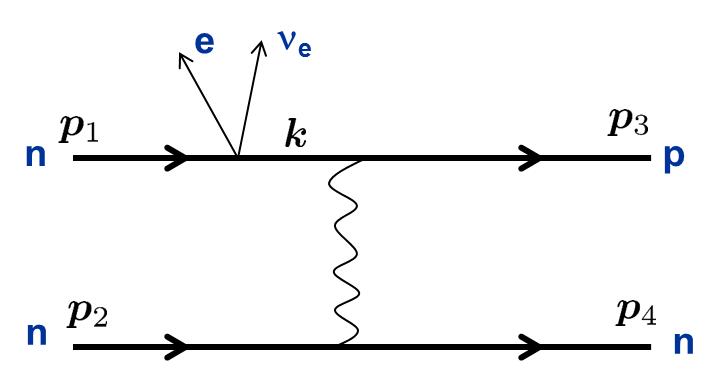 e νₑ
p₁ k p₃
n p
p₂ p₄
n n